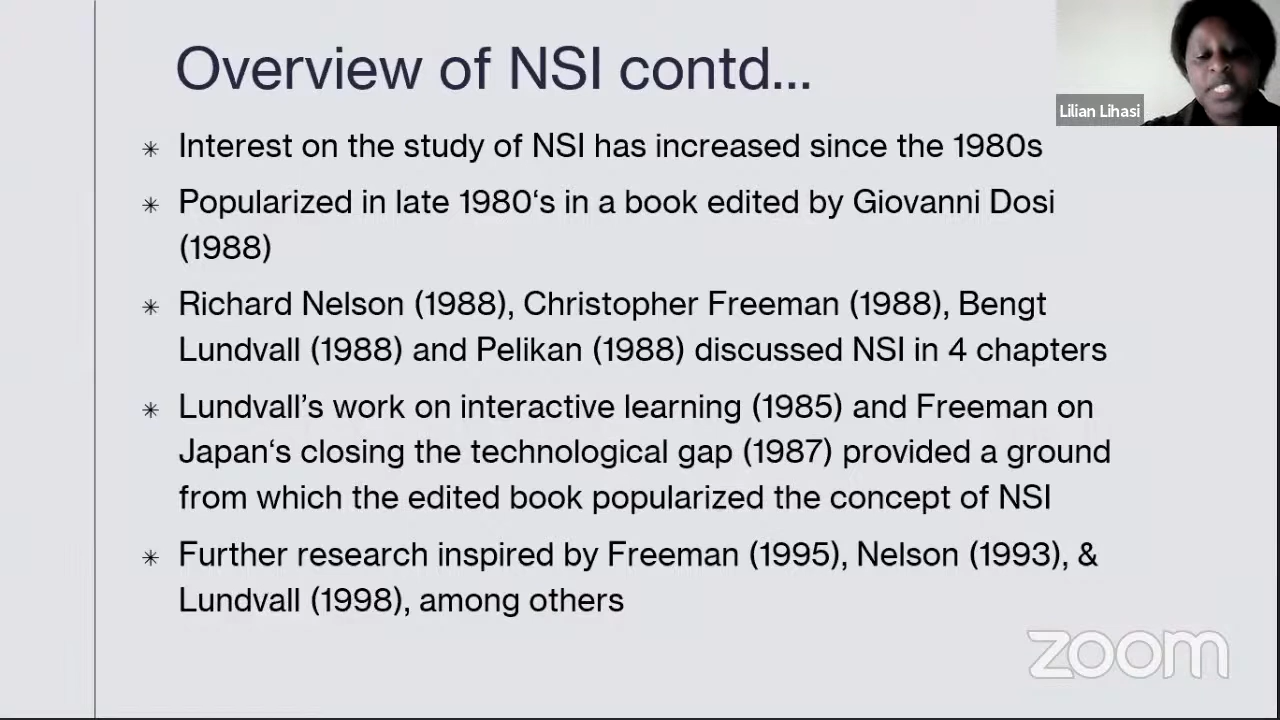 Overview of NSI contd...
Lilian Lihasi
✳ Interest on the study of NSI has increased since the 1980s
✳ Popularized in late 1980‘s in a book edited by Giovanni Dosi
(1988)
✳ Richard Nelson (1988), Christopher Freeman (1988), Bengt
Lundvall (1988) and Pelikan (1988) discussed NSI in 4 chapters
✳ Lundvall’s work on interactive learning (1985) and Freeman on
Japan‘s closing the technological gap (1987) provided a ground
from which the edited book popularized the concept of NSI
✳ Further research inspired by Freeman (1995), Nelson (1993), &
Lundvall (1998), among others
zoom